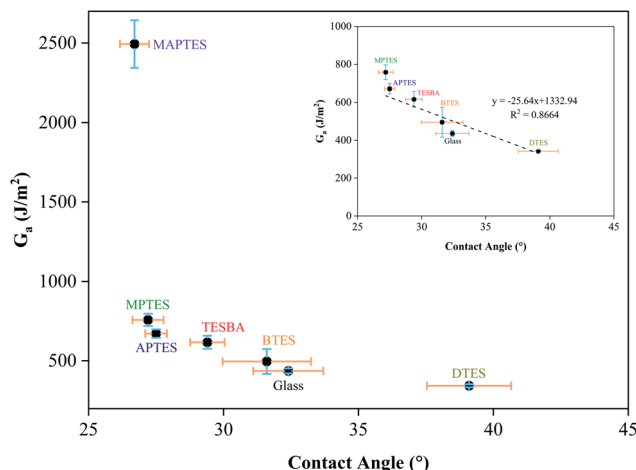 2500
2000
1500
1000
500
Gₐ (J/m²)
MAPTES
MPTES
APTES
TESBA
BTES
Glass
DTES
25
30
35
40
45
Contact Angle (°)
1000
800
600
400
200
0
Gₐ (J/m²)
MPTES
APTES
TESBA
BTES
Glass
DTES
y = -25.64x+1332.94
R² = 0.8664
25
30
35
40
45
Contact Angle (°)